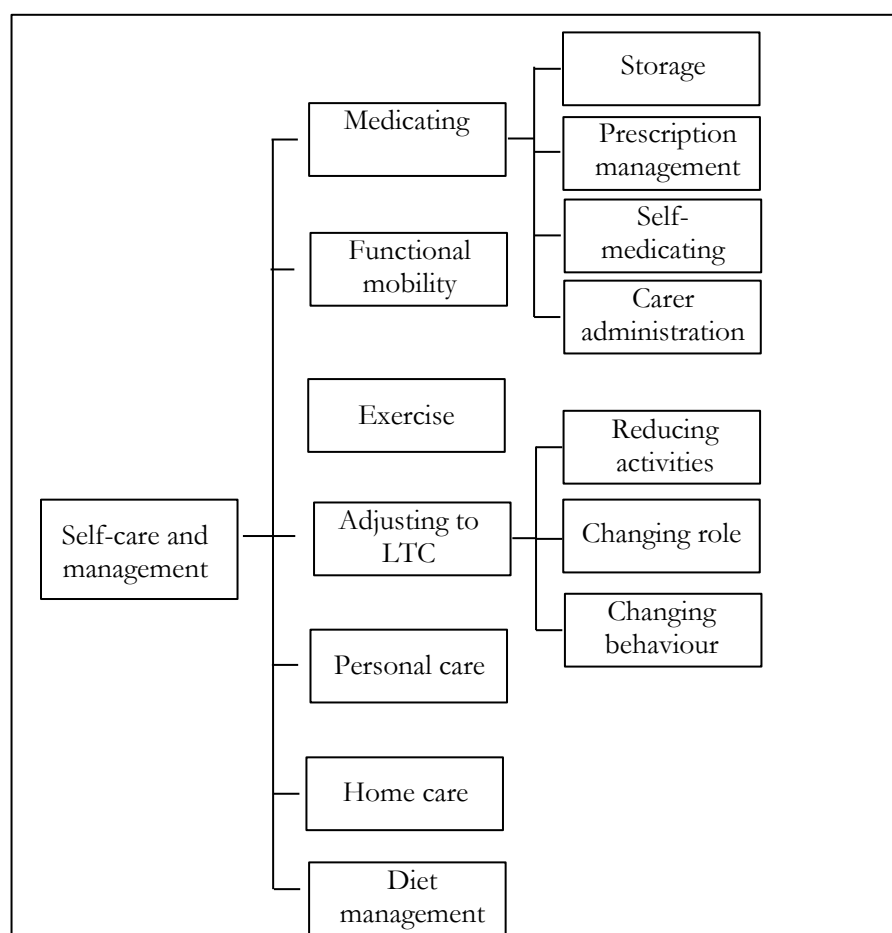 Storage
Medicating
Prescription
management
Self-
medicating
Functional
mobility
Carer
administration
Exercise
Reducing
activities
Self-care and
management
Adjusting to
LTC
Changing role
Changing
behaviour
Personal care
Home care
Diet
management